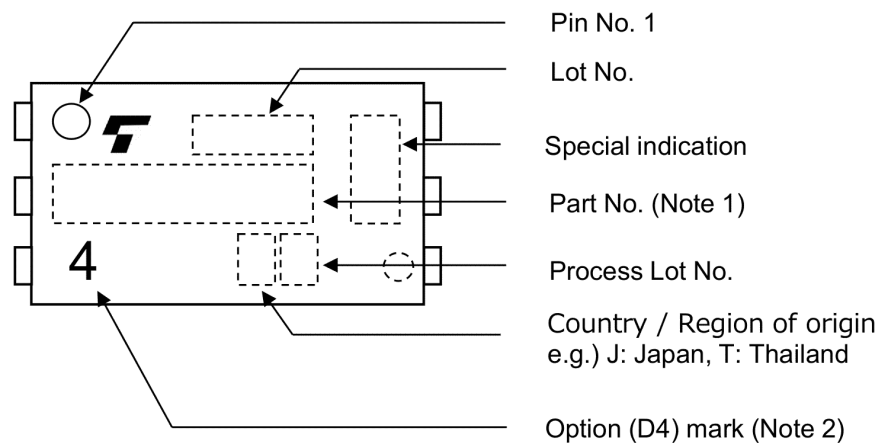 Pin No. 1
Lot No.
Special indication
Part No. (Note 1)
4
Process Lot No.
Country / Region of origin
e.g.) J: Japan, T: Thailand
Option (D4) mark (Note 2)